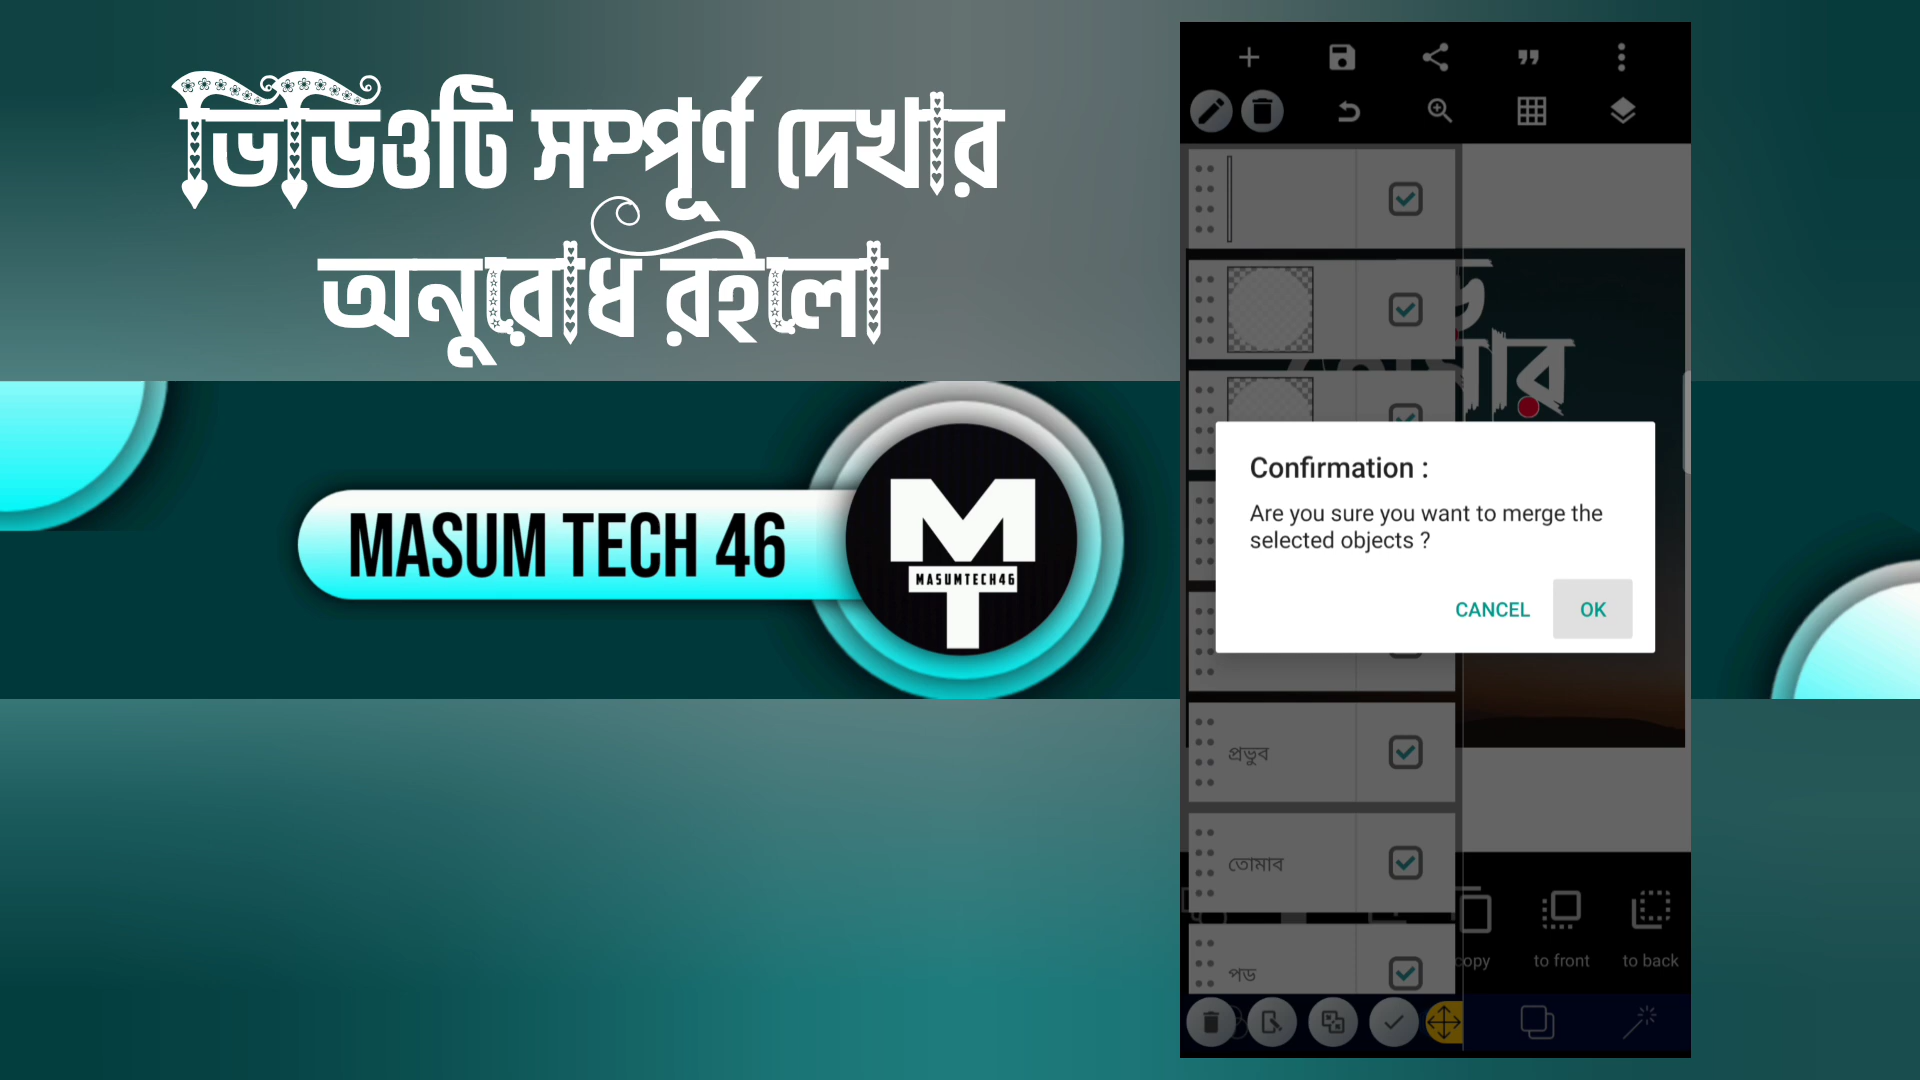 ভিডিওটি সম্পূর্ণ দেখার
অনুরোধ রইলো
MASUM TECH 46
MASUMTECH46
Confirmation :
Are you sure you want to merge the
selected objects ?
CANCEL OK
প্রভুব
তোমাব
পড
copy to front to back